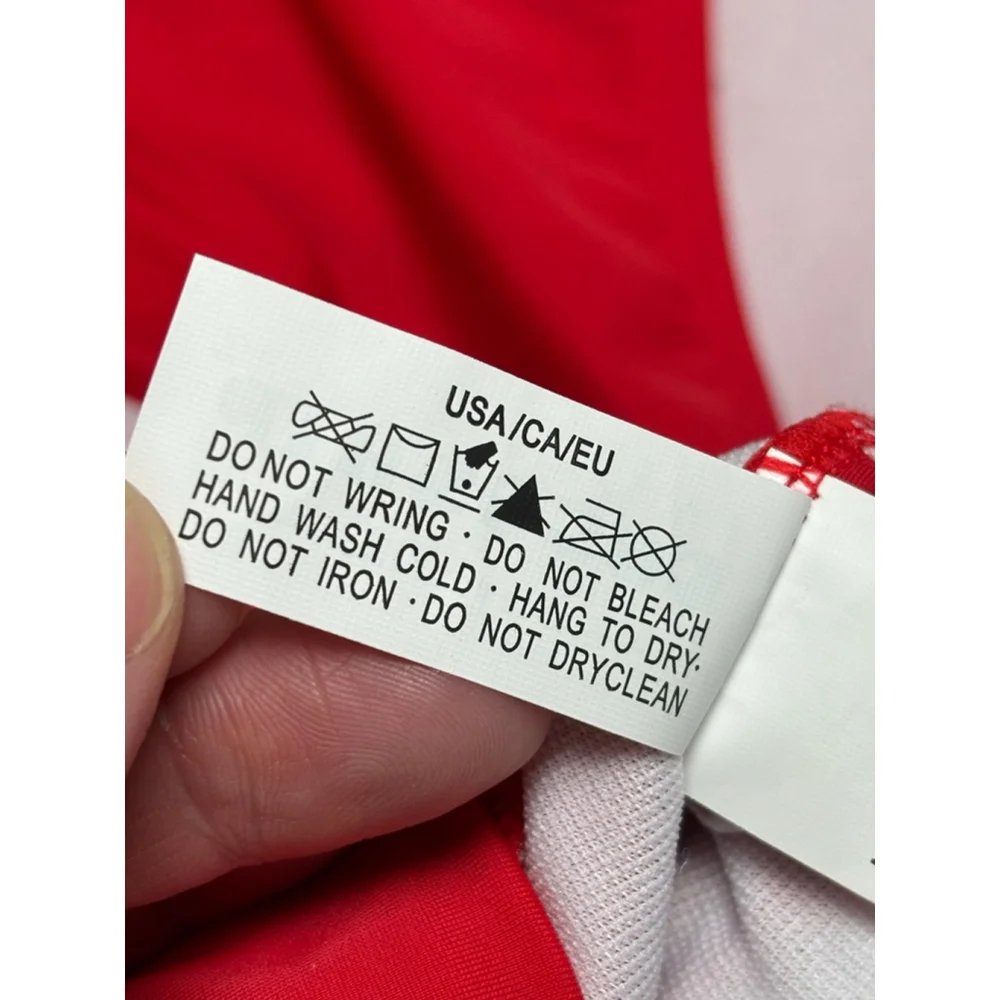 USA/CA/EU
DO NOT WRING · DO NOT BLEACH
HAND WASH COLD · HANG TO DRY·
DO NOT IRON · DO NOT DRYCLEAN